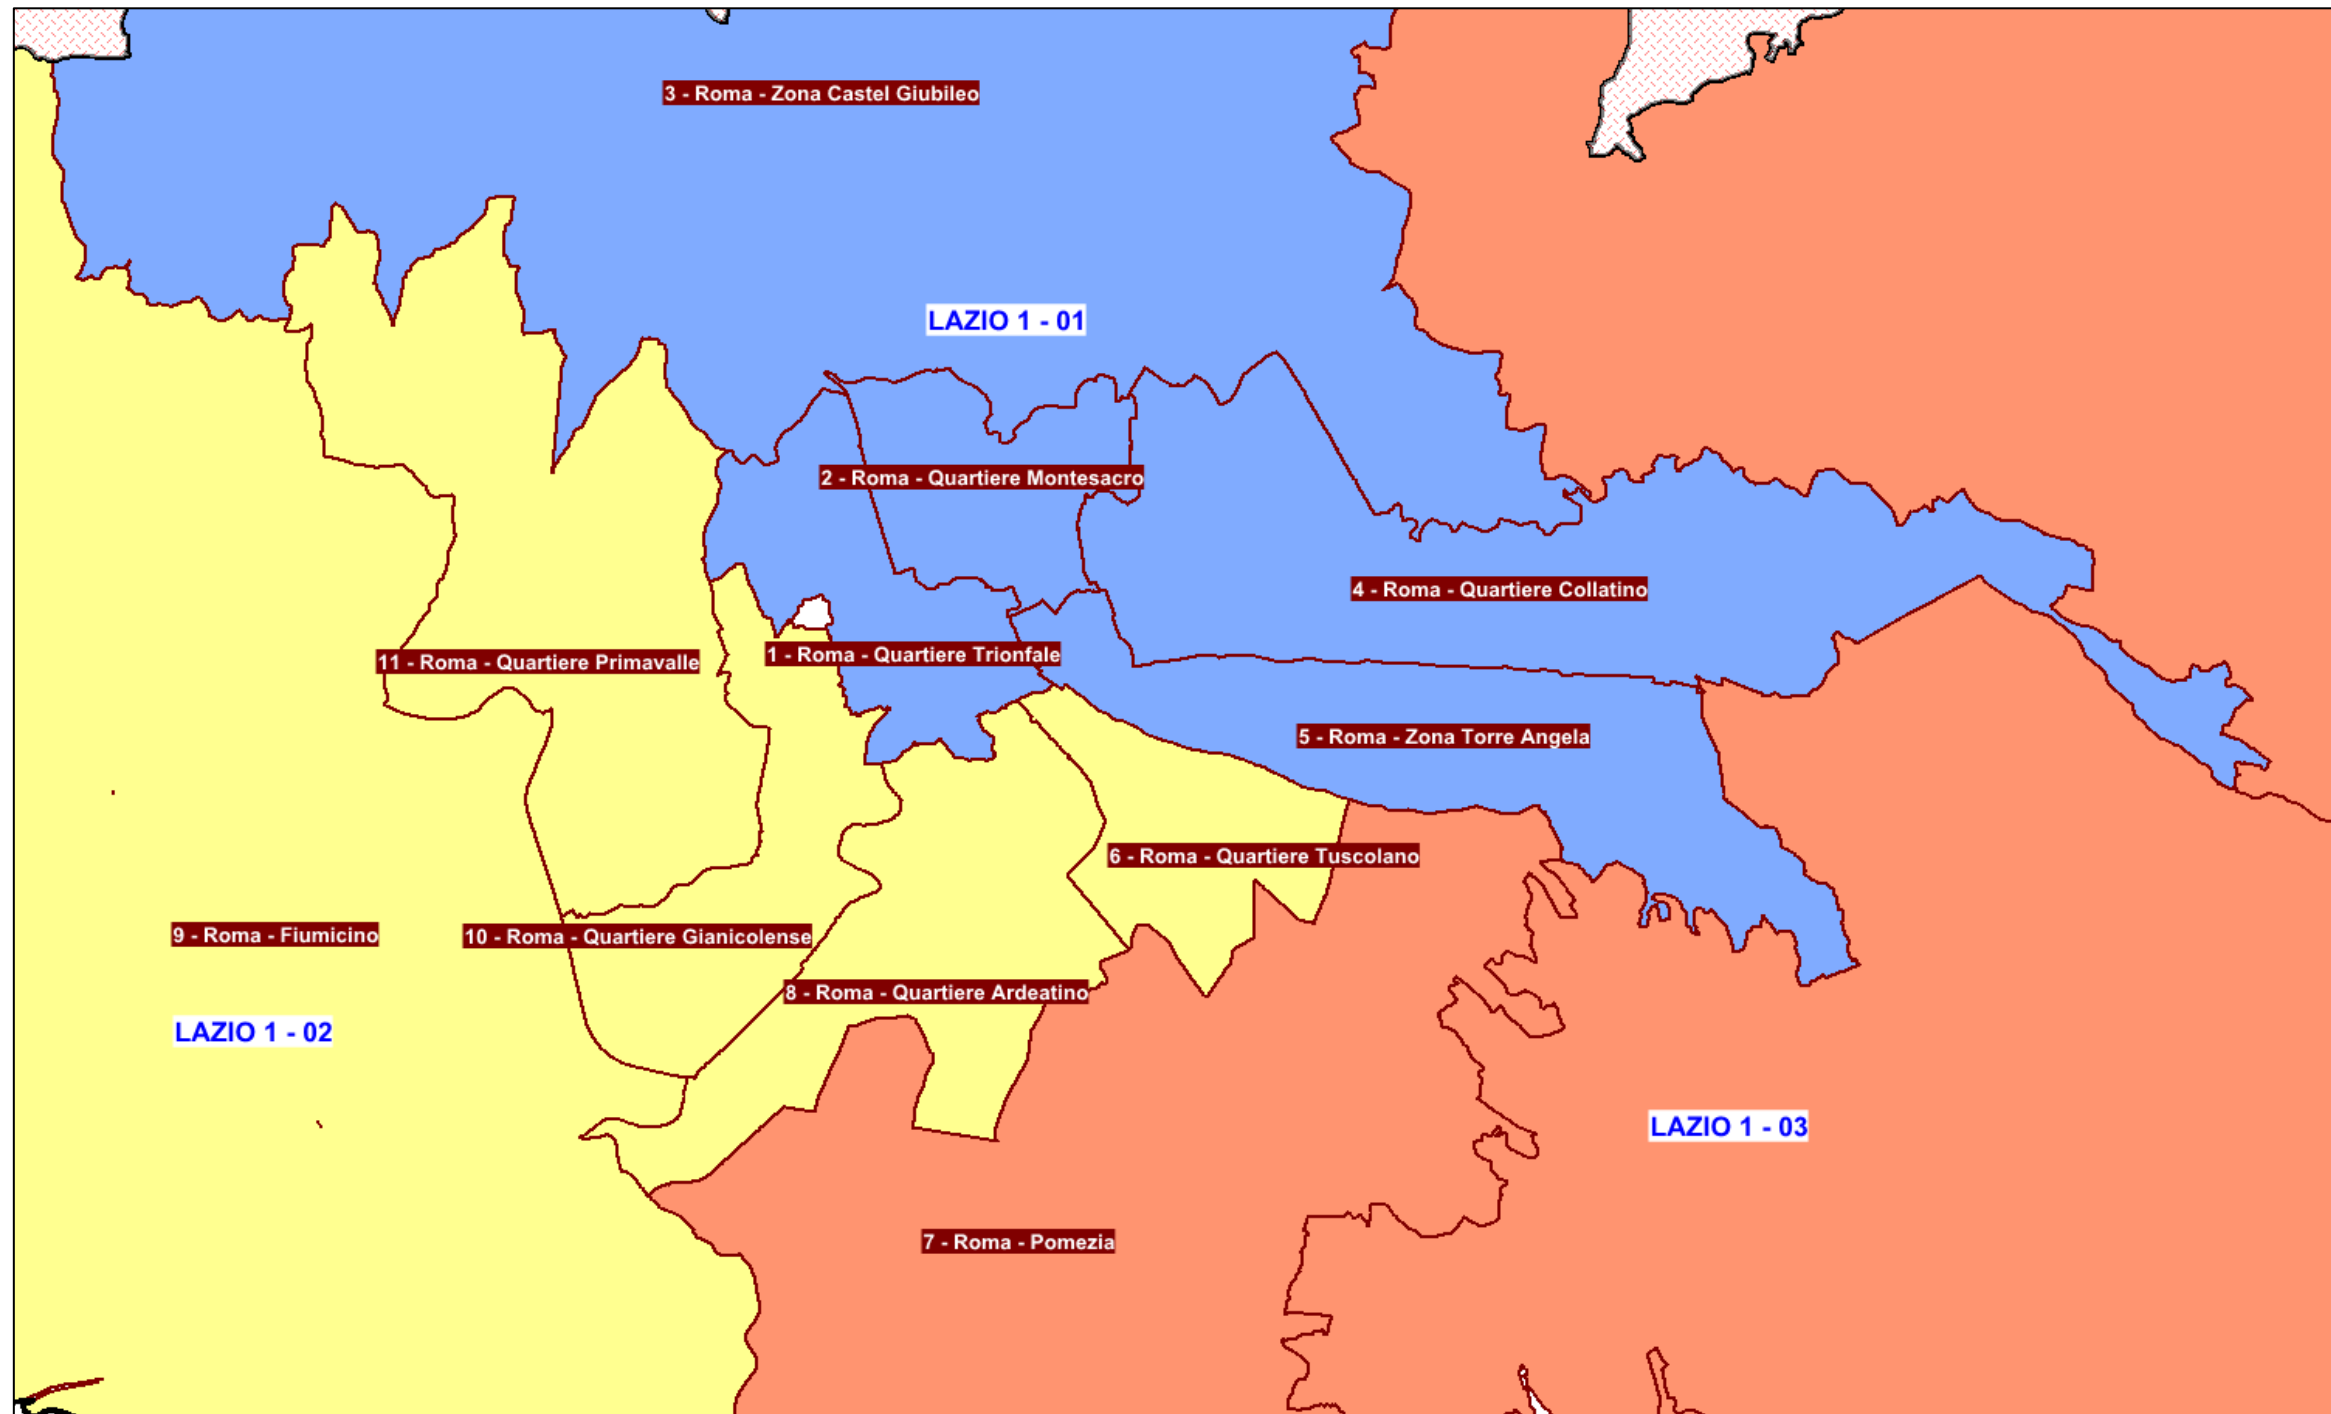 3 - Roma - Zona Castel Giubileo
LAZIO 1 - 01
2 - Roma - Quartiere Montesacro
4 - Roma - Quartiere Collatino
1 - Roma - Quartiere Trionfale
11 - Roma - Quartiere Primavalle
5 - Roma - Zona Torre Angela
6 - Roma - Quartiere Tuscolano
9 - Roma - Fiumicino
10 - Roma - Quartiere Gianicolense
8 - Roma - Quartiere Ardeatino
LAZIO 1 - 02
LAZIO 1 - 03
7 - Roma - Pomezia